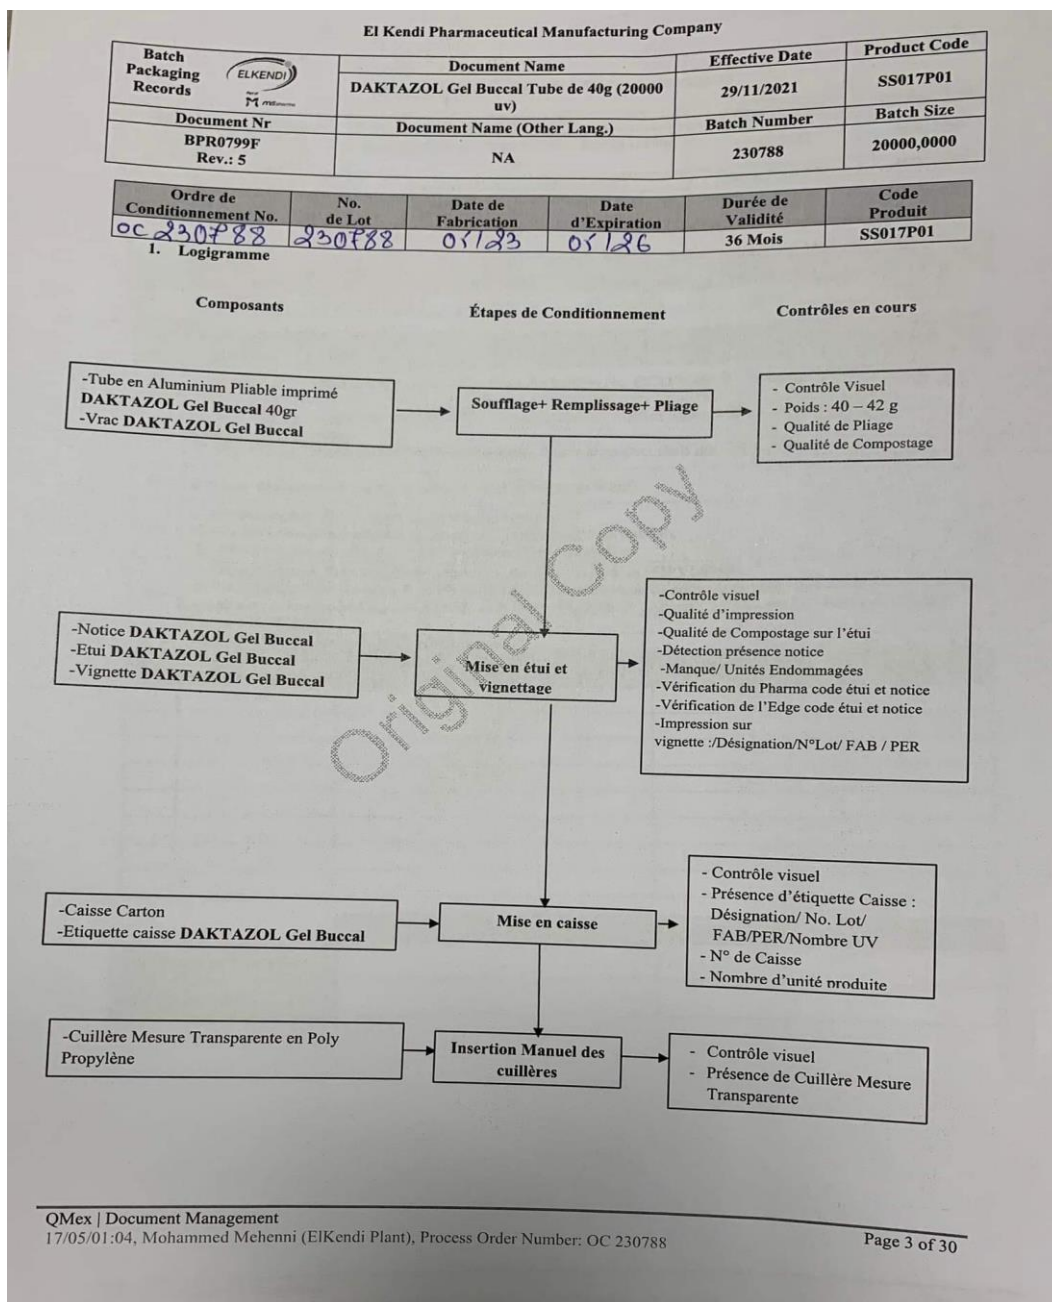 El Kendi Pharmaceutical Manufacturing Company
Batch Packaging Records
ELKENDI
Document Name
Effective Date
Product Code
DAKTAZOL Gel Buccal Tube de 40g (20000 uv)
29/11/2021
SS017P01
Document Nr
Document Name (Other Lang.)
Batch Number
Batch Size
BPR0799F
Rev.: 5
NA
230788
20000,0000
Ordre de Conditionnement No.
No. de Lot
Date de Fabrication
Date d'Expiration
Durée de Validité
Code Produit
OC 230788
230788
05/23
05/26
36 Mois
SS017P01
1. Logigramme
Composants
Étapes de Conditionnement
Contrôles en cours
-Tube en Aluminium Pliable imprimé
DAKTAZOL Gel Buccal 40gr
-Vrac DAKTAZOL Gel Buccal
Soufflage+ Remplissage+ Pliage
- Contrôle Visuel
- Poids : 40 – 42 g
- Qualité de Pliage
- Qualité de Compostage
-Notice DAKTAZOL Gel Buccal
-Etui DAKTAZOL Gel Buccal
-Vignette DAKTAZOL Gel Buccal
Mise en étui et
vignettage
-Contrôle visuel
-Qualité d'impression
-Qualité de Compostage sur l'étui
-Détection présence notice
-Manque/ Unités Endommagées
-Vérification du Pharma code étui et notice
-Vérification de l'Edge code étui et notice
-Impression sur
vignette :/Désignation/N°Lot/ FAB / PER
Original Copy
-Caisse Carton
-Etiquette caisse DAKTAZOL Gel Buccal
Mise en caisse
- Contrôle visuel
- Présence d'étiquette Caisse :
Désignation/ No. Lot/
FAB/PER/Nombre UV
- N° de Caisse
- Nombre d'unité produite
-Cuillère Mesure Transparente en Poly
Propylène
Insertion Manuel des
cuillères
- Contrôle visuel
- Présence de Cuillère Mesure
Transparente
QMex | Document Management
17/05/01:04, Mohammed Mehenni (ElKendi Plant), Process Order Number: OC 230788
Page 3 of 30